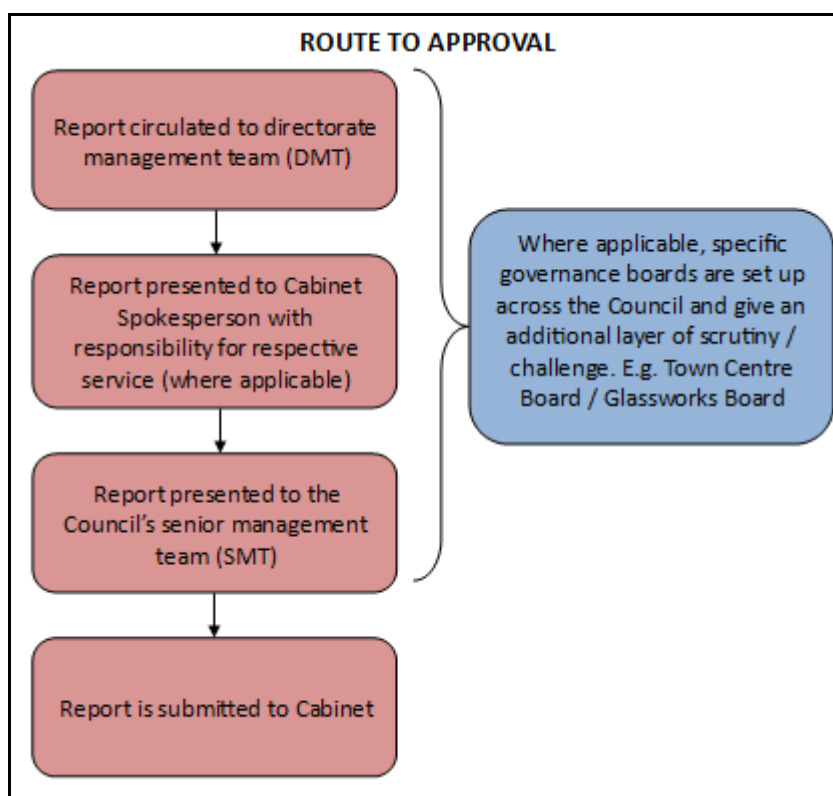 ROUTE TO APPROVAL
Report circulated to directorate
management team (DMT)
Report presented to Cabinet
Spokesperson with
responsibility for respective
service (where applicable)
Report presented to the
Council's senior management
team (SMT)
Report is submitted to Cabinet
Where applicable, specific
governance boards are set up
across the Council and give an
additional layer of scrutiny /
challenge. E.g. Town Centre
Board / Glassworks Board